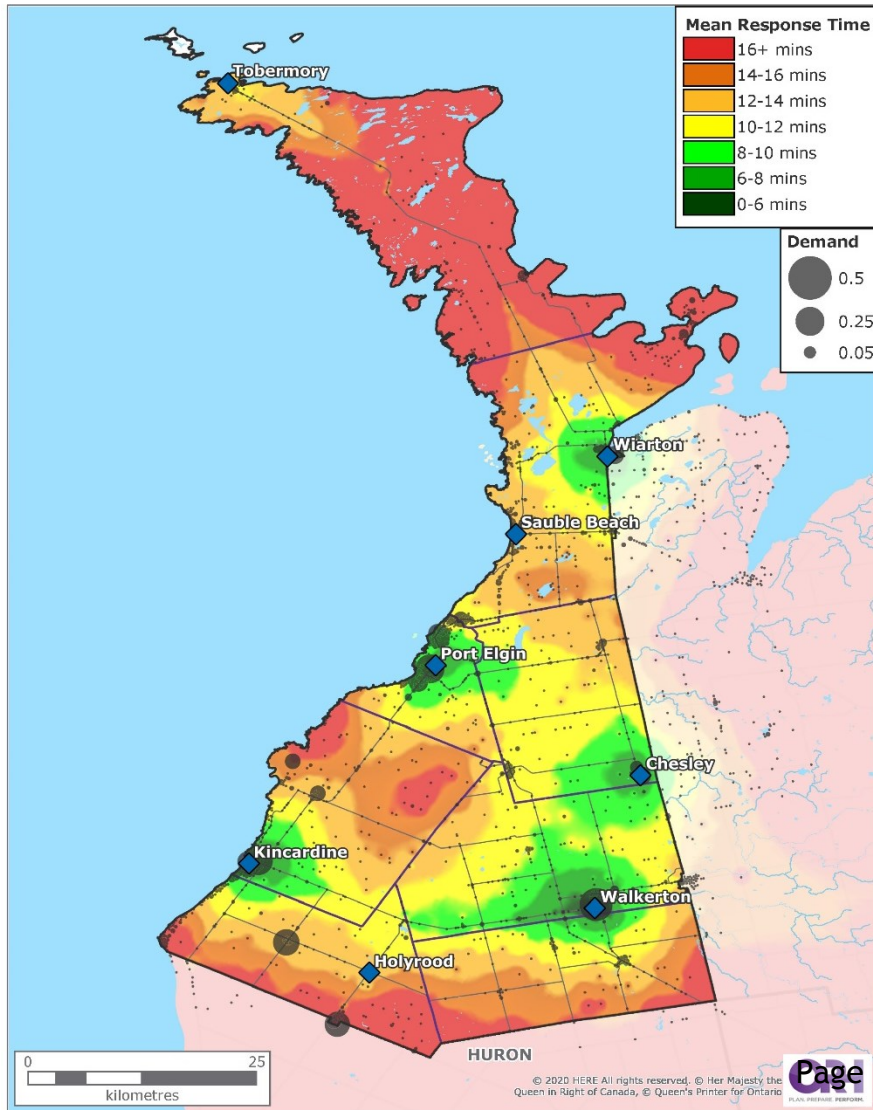 Mean Response Time
16+ mins
14-16 mins
12-14 mins
10-12 mins
8-10 mins
6-8 mins
0-6 mins
Demand
0.5
0.25
0.05
Tobermory
Wiarton
Sauble Beach
Port Elgin
Chesley
Kincardine
Walkerton
Holyrood
HURON
0 25
kilometres
© 2020 HERE All rights reserved. © Her Majesty the
Queen in Right of Canada, © Queen's Printer for Ontario
Page
PLAN. PREPARE. PERFORM.